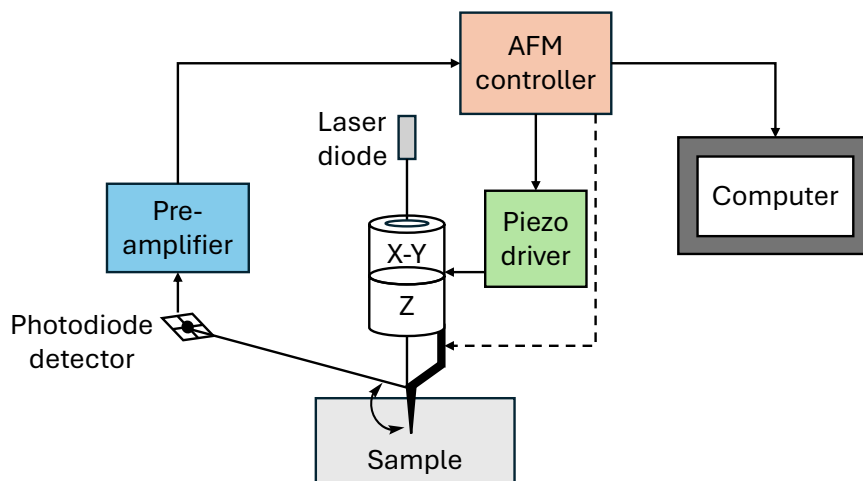 AFM
controller
Laser
diode
Pre-
amplifier
X-Y
Z
Piezo
driver
Computer
Photodiode
detector
Sample